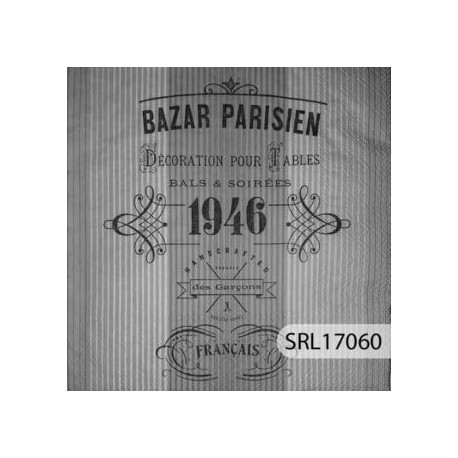 BAZAR PARISIEN
DÉCORATION POUR TABLES
BALS & SOIRÉES
1946
HANDCRAFTED
des Garçons
FRANÇAIS
SRL17060